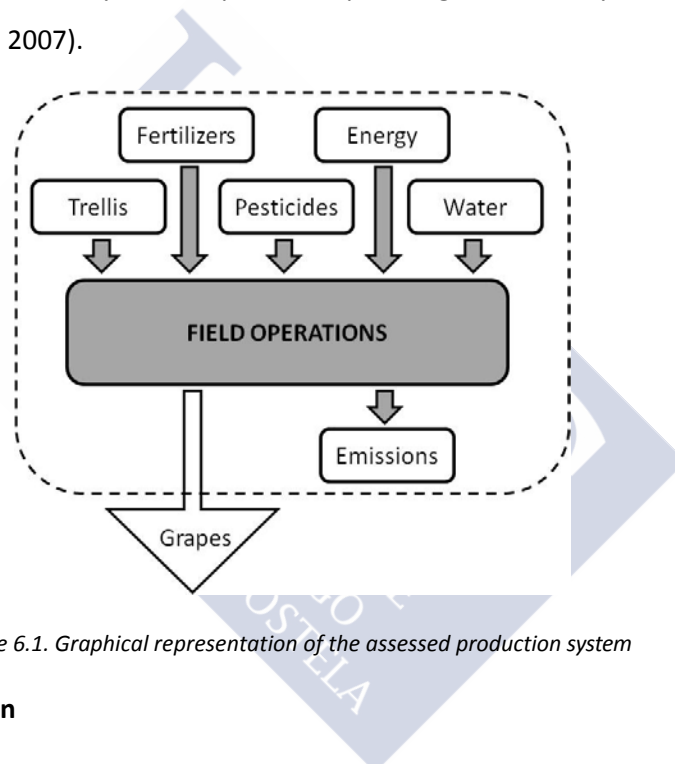 2007).
Fertilizers Energy
Trellis Pesticides Water
FIELD OPERATIONS
Emissions
Grapes
OSTELA
6.1. Graphical representation of the assessed production system